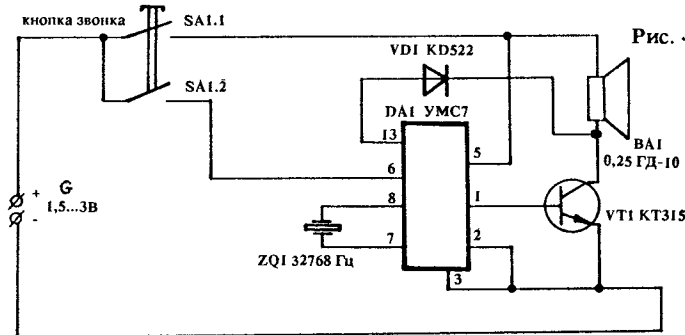 кнопка звонка
SA1.1
Рис.
VD1 KD522
SA1.2
DA1 УМС7
13
5
6
BA1
0,25 ГД-10
+
G
-
1,5...3В
8
1
VT1 КТ315
7
2
ZQ1 32768 Гц
3